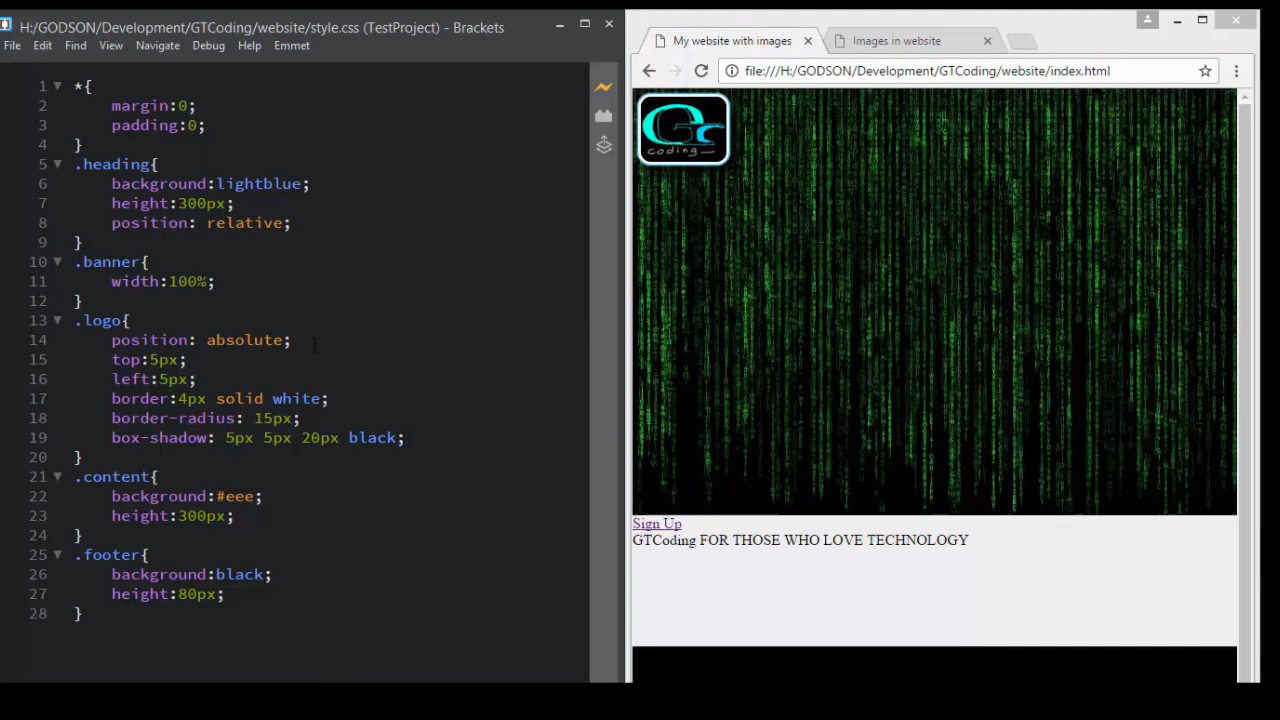 H:/GODSON/Development/GTCoding/website/style.css (TestProject) - Brackets
File Edit Find View Navigate Debug Help Emmet
1 *{
2 margin:0;
3 padding:0;
4 }
5 .heading{
6 background:lightblue;
7 height:300px;
8 position: relative;
9 }
10 .banner{
11 width:100%;
12 }
13 .logo{
14 position: absolute;
15 top:5px;
16 left:5px;
17 border:4px solid white;
18 border-radius: 15px;
19 box-shadow: 5px 5px 20px black;
20 }
21 .content{
22 background:#eee;
23 height:300px;
24 }
25 .footer{
26 background:black;
27 height:80px;
28 }
My website with images
Images in website
file:///H:/GODSON/Development/GTCoding/website/index.html
GT
coding_
Sign Up
GTCoding FOR THOSE WHO LOVE TECHNOLOGY